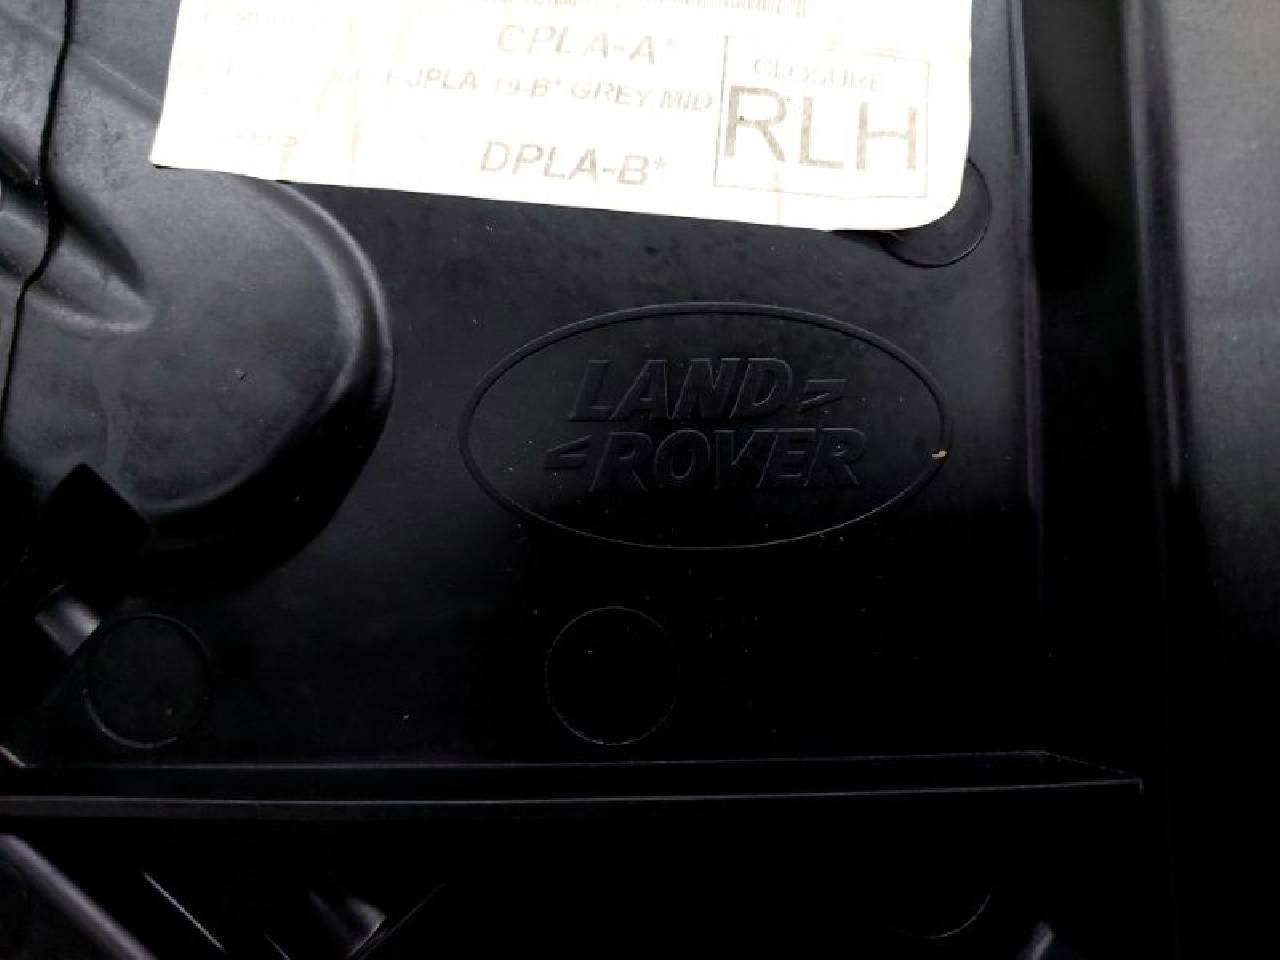 CPLA-A*
CLOSURE
JPLA 19-B* GREY MID
RLH
DPLA-B*
LAND
ROVER